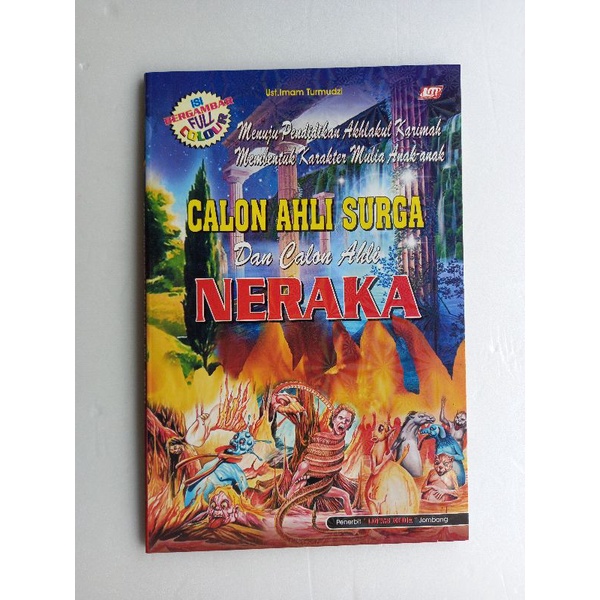 Ust.Imam Turmudzi
ISI
BERGAMBAR
FULL
COLOUR
Menuju Pendidikan Akhlakul Karimah
Membentuk Karakter Mulia Anak-anak
CALON AHLI SURGA
Dan Calon Ahli
NERAKA
Penerbit Jombang